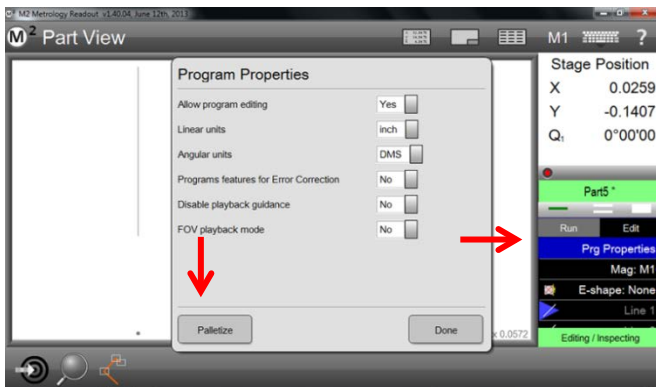 M2 Metrology Readout v1.40.04, June 12th, 2013
M² Part View
M1
?
Program Properties
Allow program editing Yes
Linear units inch
Angular units DMS
Programs features for Error Correction No
Disable playback guidance No
FOV playback mode No
Palletize
Done
x 0.0572
Stage Position
X 0.0259
Y -0.1407
Q₁ 0°00'00
Part5 *
Run Edit
Prg Properties
Mag: M1
E-shape: None
Line 1
Editing / Inspecting